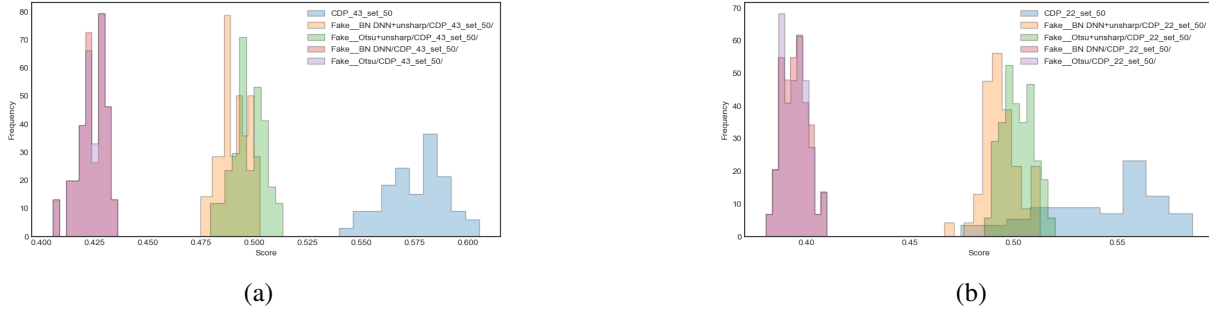 80
70
60
50
40
30
20
10
0
Frequency
0.400
0.425
0.450
0.475
0.500
0.525
0.550
0.575
0.600
Score
CDP_43_set_50
Fake__BN DNN+unsharp/CDP_43_set_50/
Fake__Otsu+unsharp/CDP_43_set_50/
Fake__BN DNN/CDP_43_set_50/
Fake__Otsu/CDP_43_set_50/
(a)
70
60
50
40
30
20
10
0
Frequency
0.40
0.45
0.50
0.55
Score
CDP_22_set_50
Fake__BN DNN+unsharp/CDP_22_set_50/
Fake__Otsu+unsharp/CDP_22_set_50/
Fake__BN DNN/CDP_22_set_50/
Fake__Otsu/CDP_22_set_50/
(b)